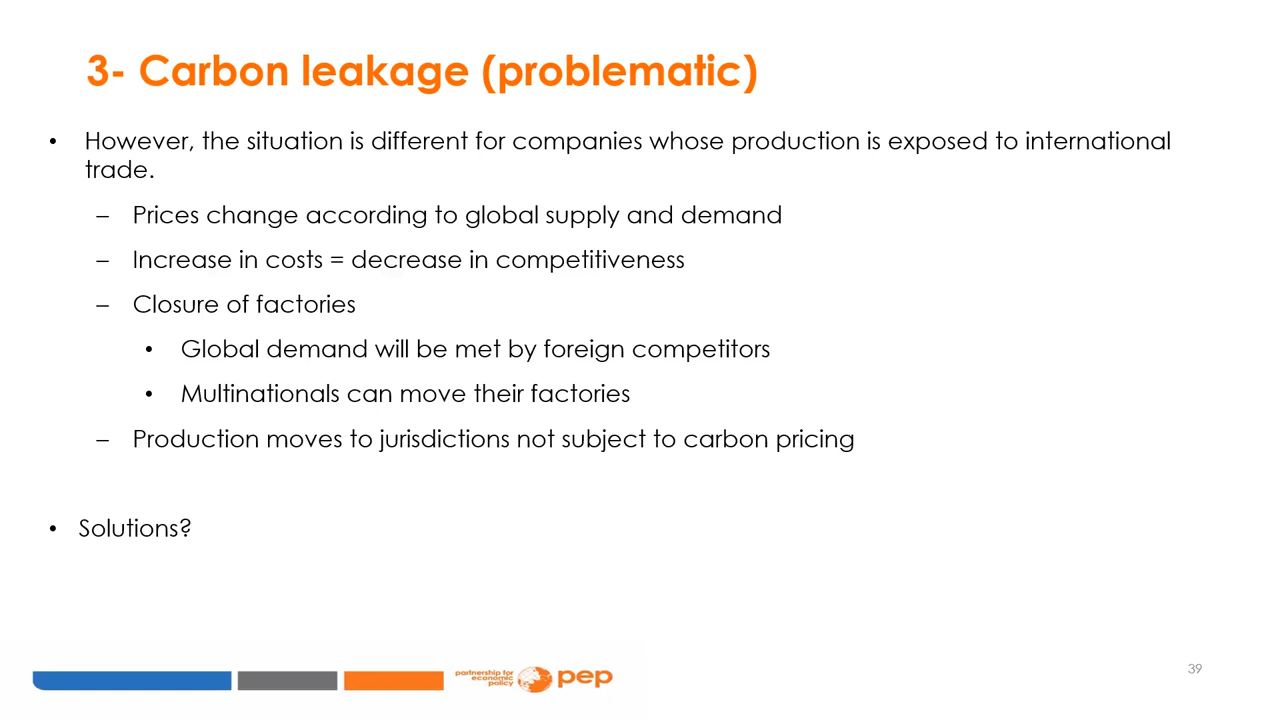 3- Carbon leakage (problematic)
• However, the situation is different for companies whose production is exposed to international
trade.
– Prices change according to global supply and demand
– Increase in costs = decrease in competitiveness
– Closure of factories
• Global demand will be met by foreign competitors
• Multinationals can move their factories
– Production moves to jurisdictions not subject to carbon pricing
• Solutions?
partnership for
economic
policy
pep
39